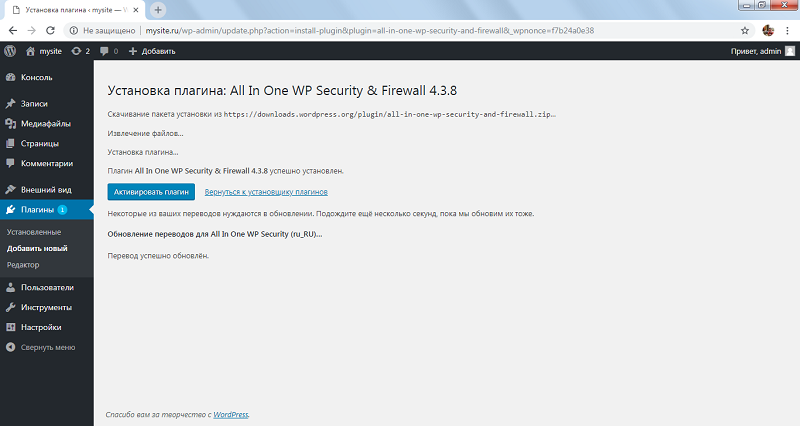 Установка плагина ‹ mysite — W
Не защищено | mysite.ru/wp-admin/update.php?action=install-plugin&plugin=all-in-one-wp-security-and-firewall&_wpnonce=f7b24a0e38
mysite 2 0 + Добавить Привет, admin
Консоль
Записи
Медиафайлы
Страницы
Комментарии
Внешний вид
Плагины 1
Установленные
Добавить новый
Редактор
Пользователи
Инструменты
Настройки
Свернуть меню
Установка плагина: All In One WP Security & Firewall 4.3.8
Скачивание пакета установки из https://downloads.wordpress.org/plugin/all-in-one-wp-security-and-firewall.zip…
Извлечение файлов…
Установка плагина…
Плагин All In One WP Security & Firewall 4.3.8 успешно установлен.
Активировать плагин Вернуться к установщику плагинов
Некоторые из ваших переводов нуждаются в обновлении. Подождите ещё несколько секунд, пока мы обновим их тоже.
Обновление переводов для All In One WP Security (ru_RU)…
Перевод успешно обновлён.
Спасибо вам за творчество с WordPress.